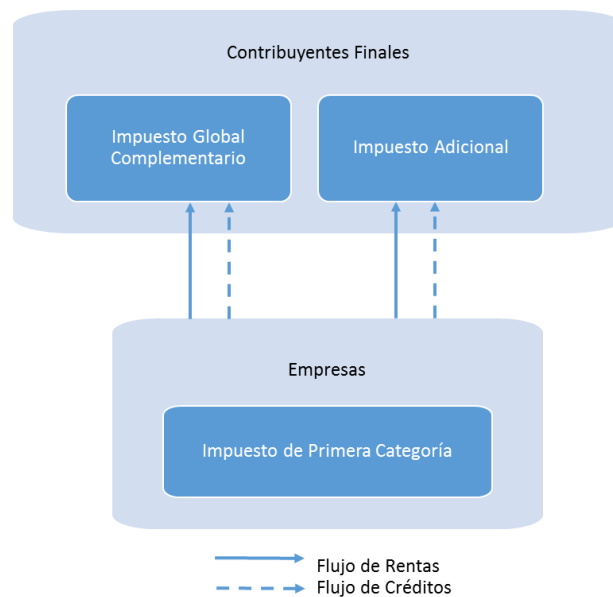 Contribuyentes Finales
Impuesto Global
Complementario
Impuesto Adicional
Empresas
Impuesto de Primera Categoría
Flujo de Rentas
Flujo de Créditos